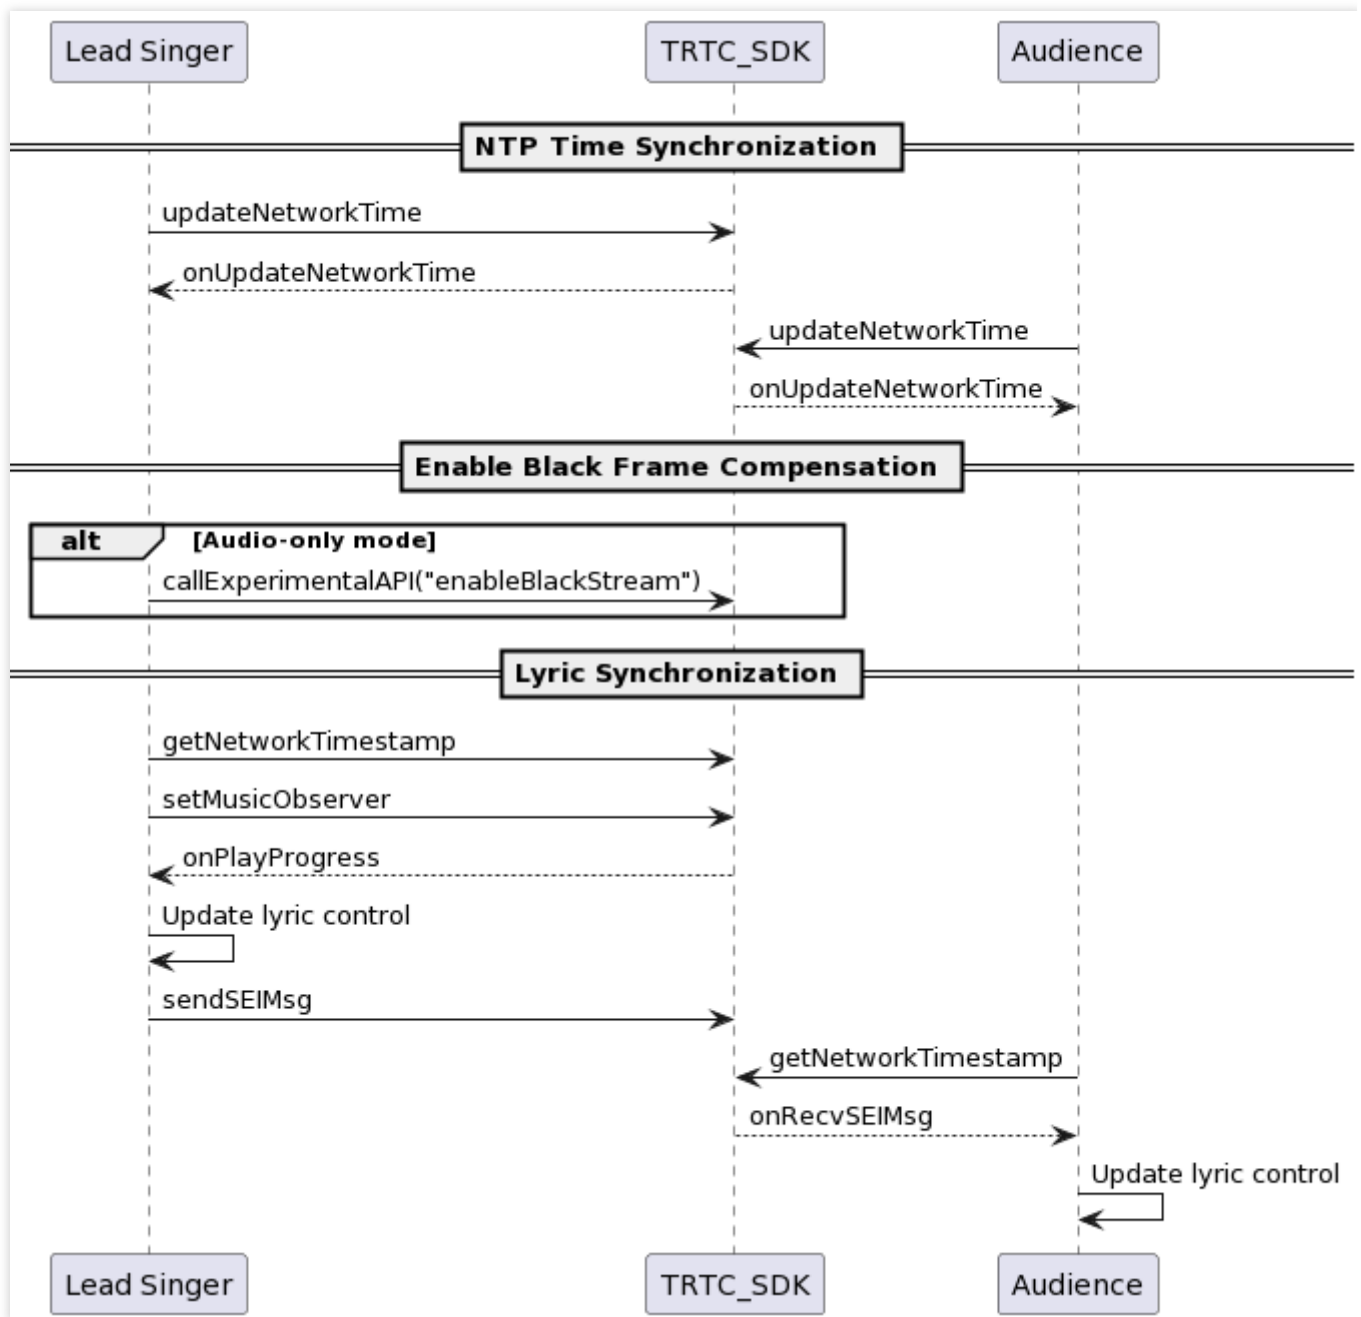 Lead Singer
TRTC_SDK
Audience
NTP Time Synchronization
updateNetworkTime
onUpdateNetworkTime
updateNetworkTime
onUpdateNetworkTime
Enable Black Frame Compensation
alt [Audio-only mode]
callExperimentalAPI("enableBlackStream")
Lyric Synchronization
getNetworkTimestamp
setMusicObserver
onPlayProgress
Update lyric control
sendSEIMsg
getNetworkTimestamp
onRecvSEIMsg
Update lyric control
Lead Singer
TRTC_SDK
Audience